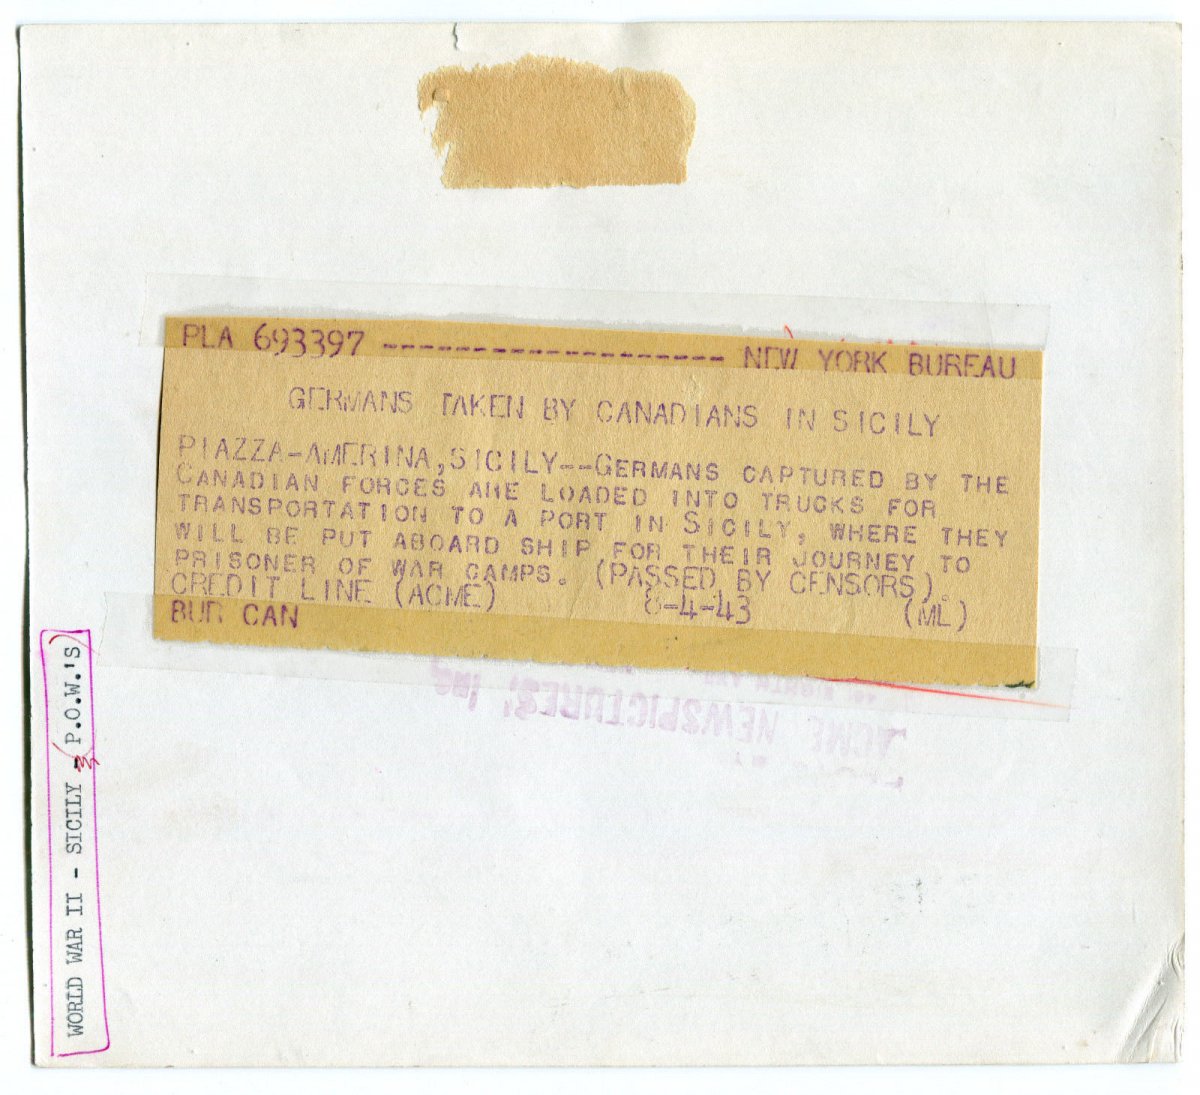 PLA 693397 -------------------- NEW YORK BUREAU
GERMANS TAKEN BY CANADIANS IN SICILY
PIAZZA-AMERINA, SICILY--GERMANS CAPTURED BY THE
CANADIAN FORCES ARE LOADED INTO TRUCKS FOR
TRANSPORTATION TO A PORT IN SICILY, WHERE THEY
WILL BE PUT ABOARD SHIP FOR THEIR JOURNEY TO
PRISONER OF WAR CAMPS. (PASSED BY CENSORS).
CREDIT LINE (ACME) 8-4-43 (ML)
BUR CAN
ACME NEWSPICTURES, Inc
WORLD WAR II - SICILY - P.O.W.'S